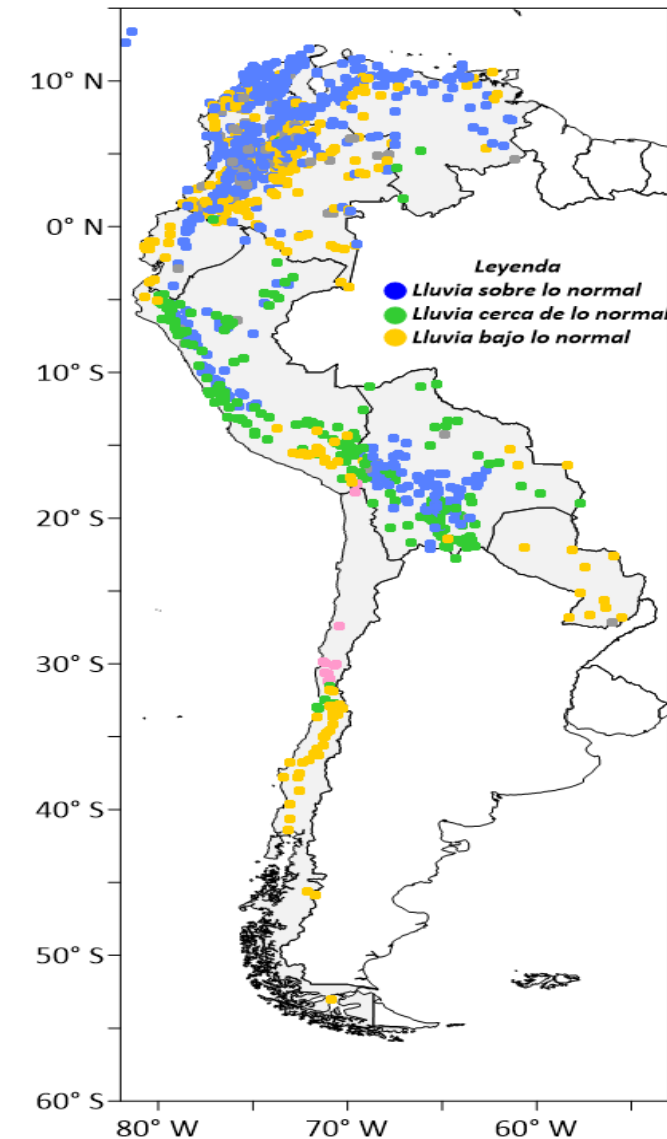 10° N
0° N
Leyenda
Lluvia sobre lo normal
Lluvia cerca de lo normal
Lluvia bajo lo normal
10° S
20° S
30° S
40° S
50° S
60° S
80° W 70° W 60° W